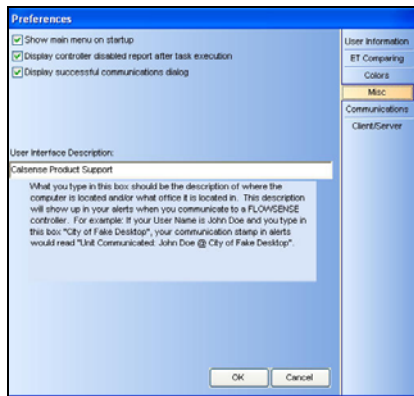 Preferences
Show main menu on startup
Display controller disabled report after task execution
Display successful communications dialog
User Interface Description:
Calsense Product Support
What you type in this box should be the description of where the
computer is located and/or what office it is located in. This description
will show up in your alerts when you communicate to a FLOWSENSE
controller. For example: If your User Name is John Doe and you type in
this box "City of Fake Desktop", your communication stamp in alerts
would read "Unit Communicated: John Doe @ City of Fake Desktop".
User Information
ET Comparing
Colors
Misc
Communications
Client/Server
OK
Cancel